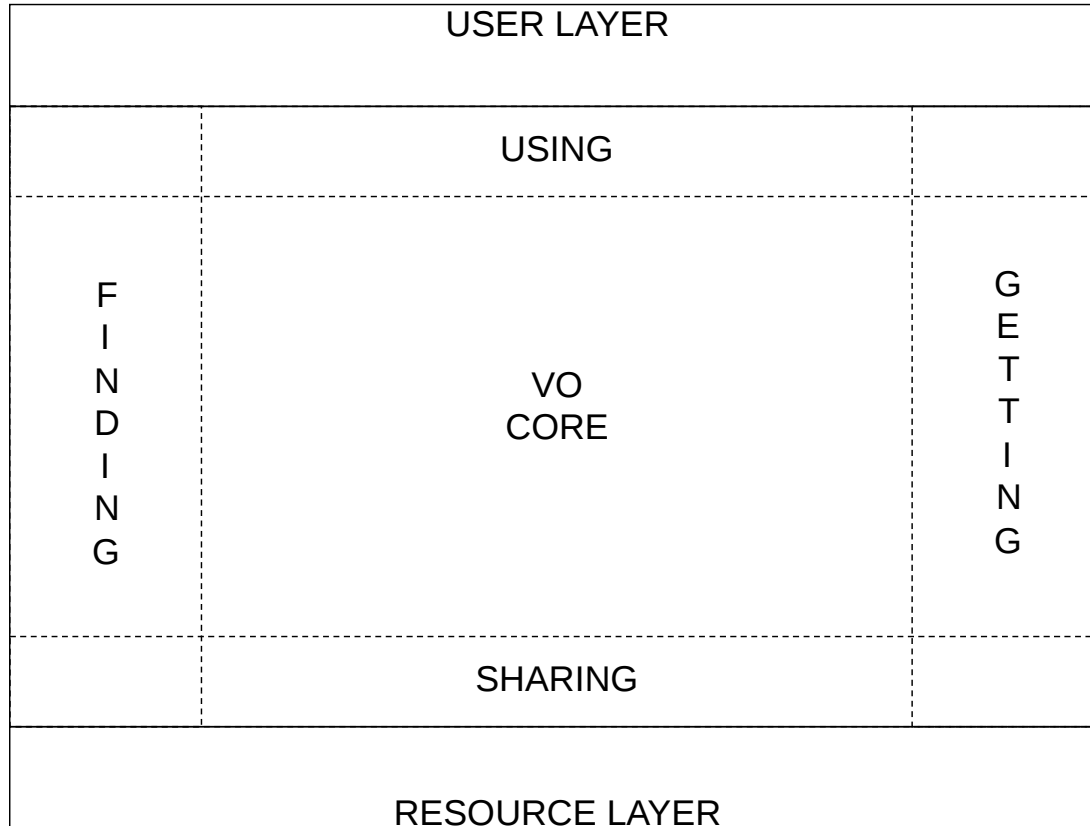 USER LAYER
USING
FINDING
VO
CORE
GETTING
SHARING
RESOURCE LAYER